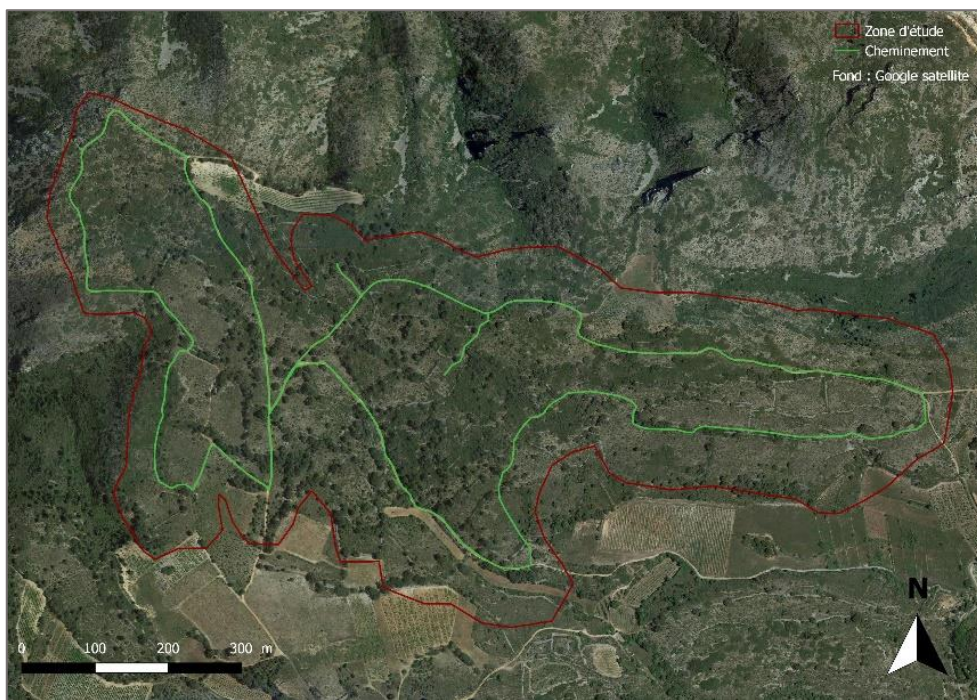 Zone d'étude
Cheminement
Fond : Google satellite
N
0 100 200 300 m